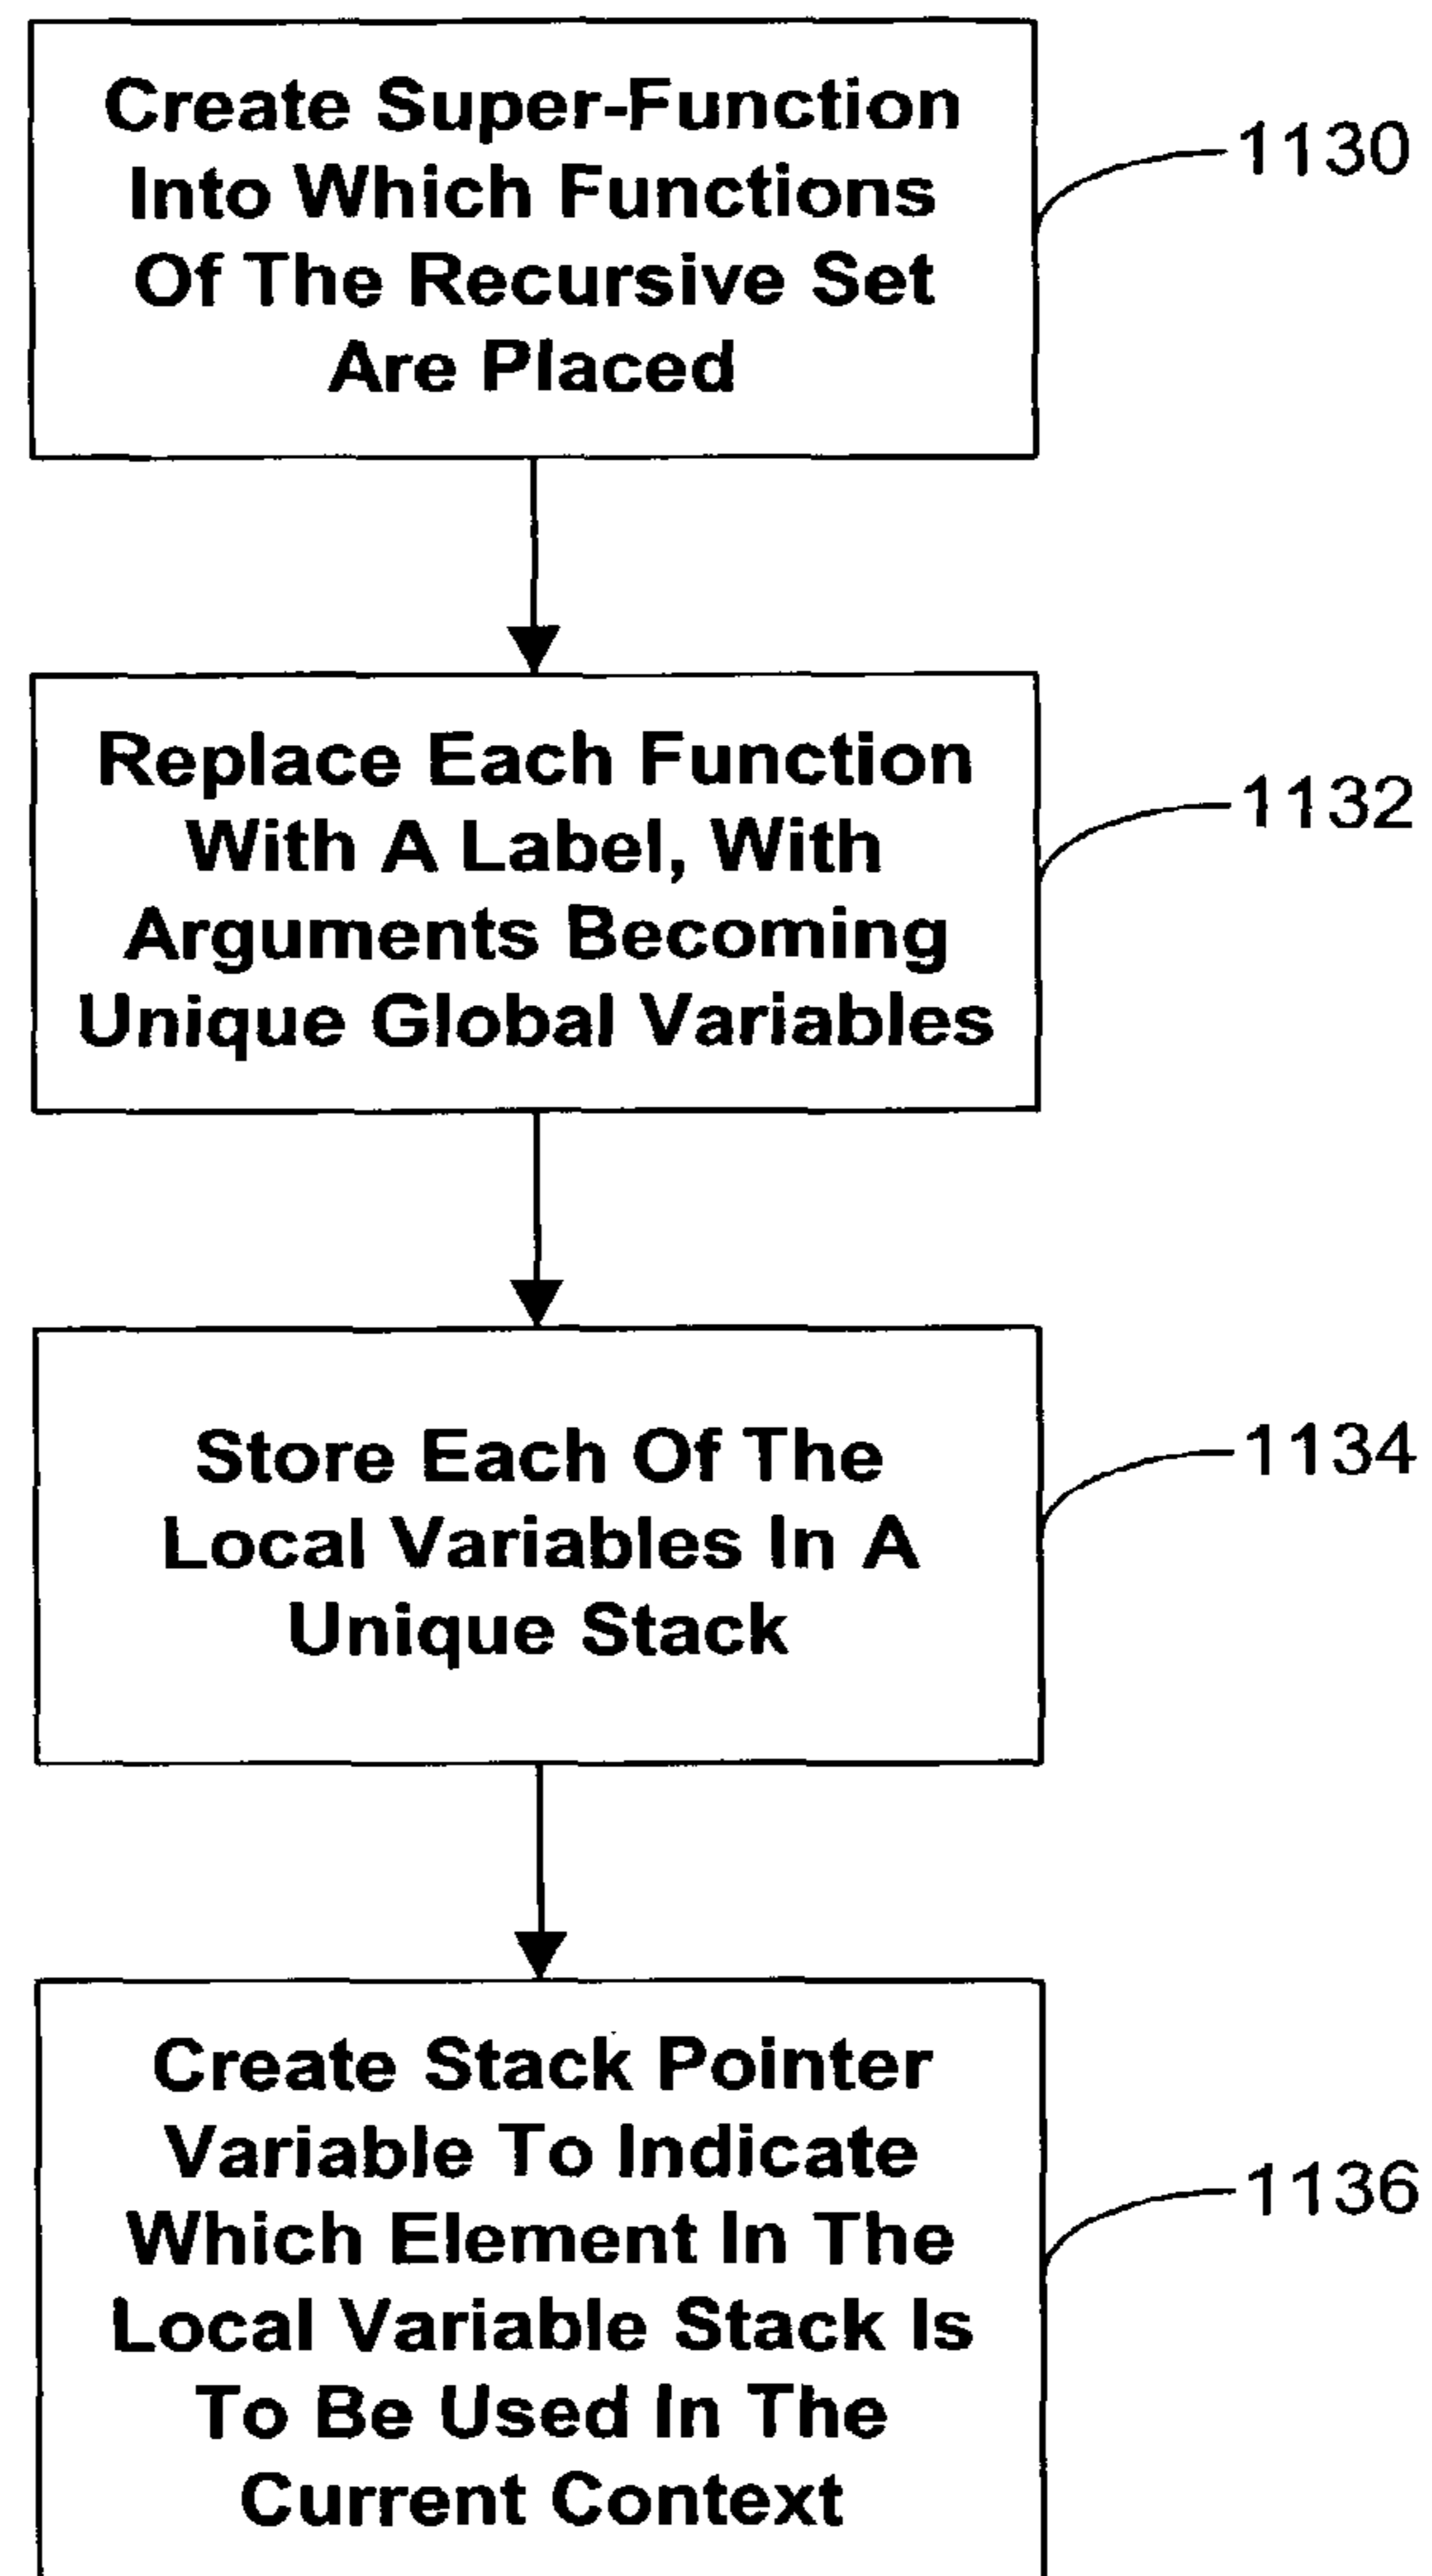 Create Super-Function
Into Which Functions
Of The Recursive Set
Are Placed
1130
Replace Each Function
With A Label, With
Arguments Becoming
Unique Global Variables
1132
Store Each Of The
Local Variables In A
Unique Stack
1134
Create Stack Pointer
Variable To Indicate
Which Element In The
Local Variable Stack Is
To Be Used In The
Current Context
1136